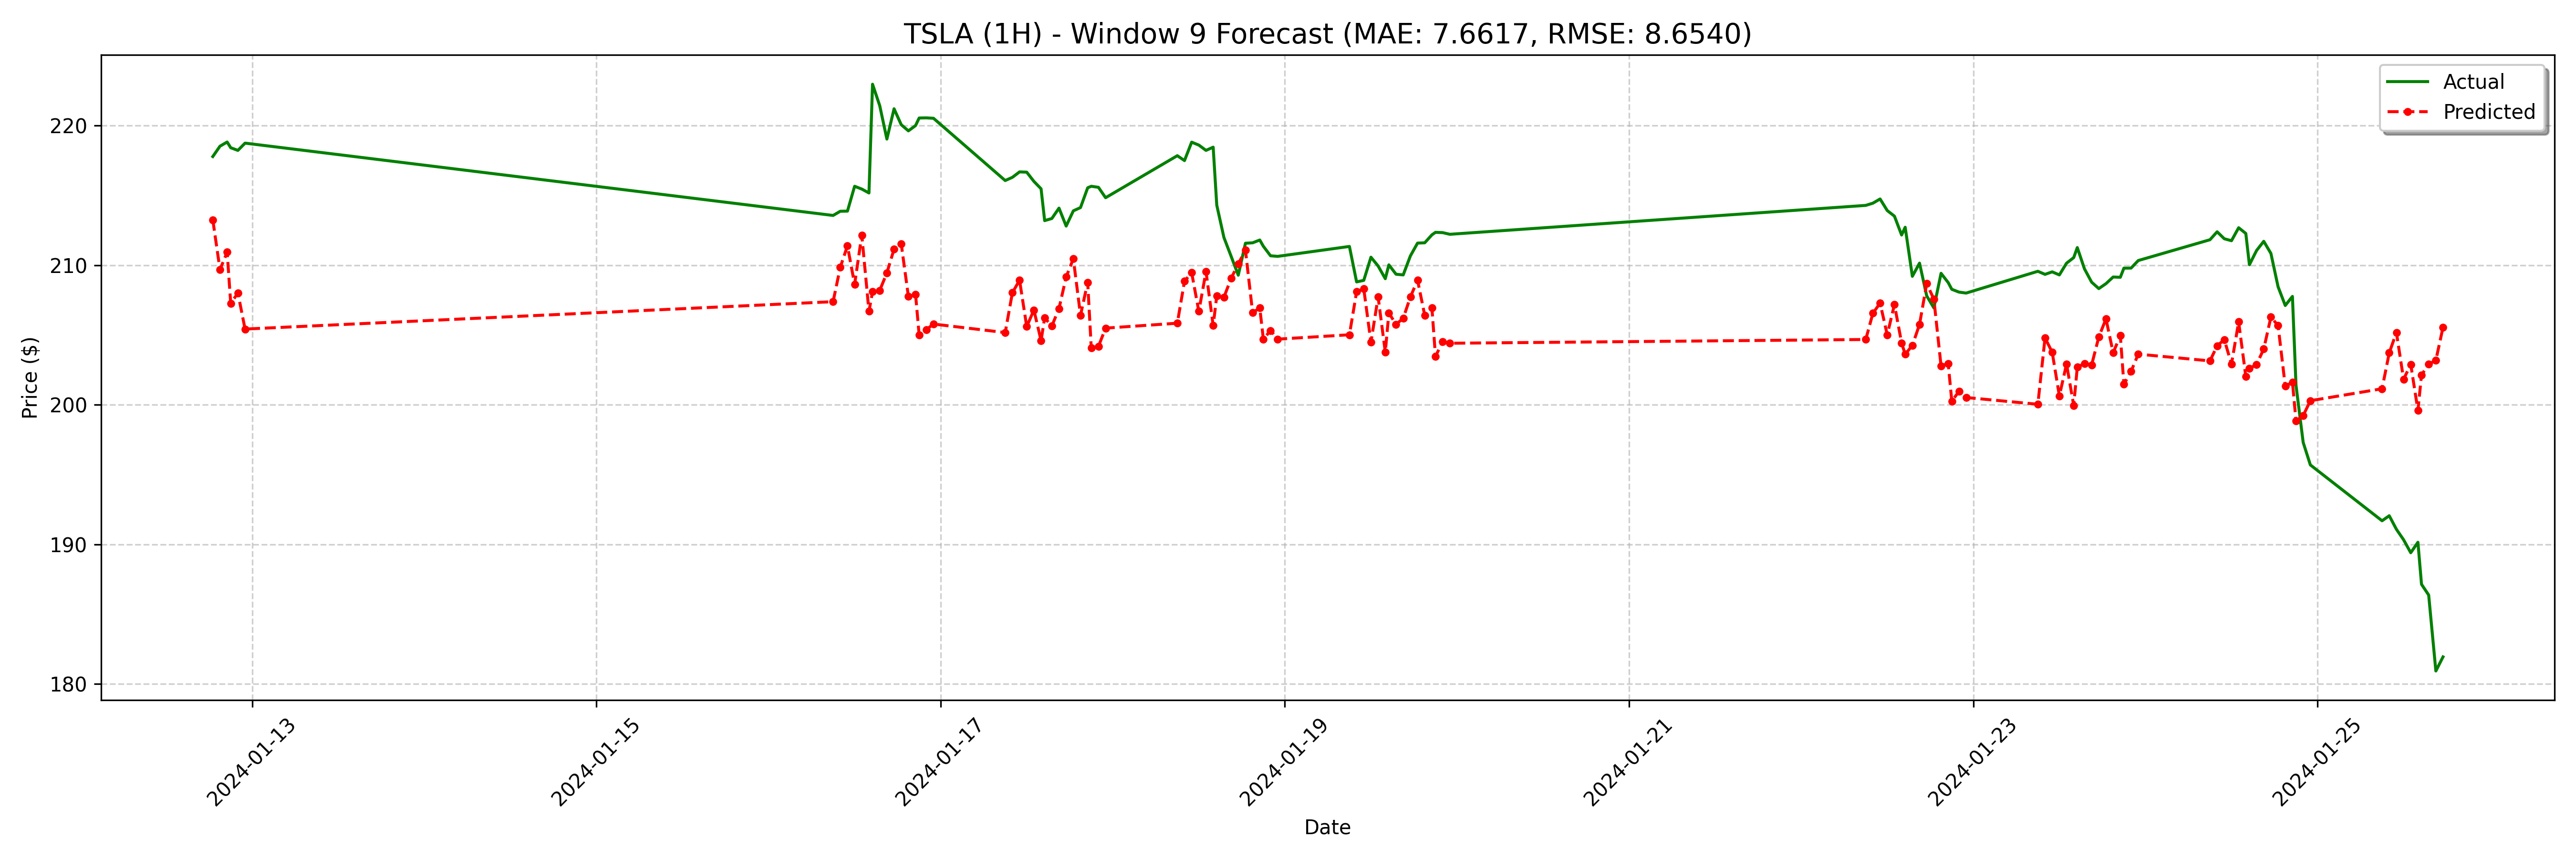 TSLA (1H) - Window 9 Forecast (MAE: 7.6617, RMSE: 8.6540)
Actual
Predicted
Price ($)
220
210
200
190
180
2024-01-13
2024-01-15
2024-01-17
2024-01-19
2024-01-21
2024-01-23
2024-01-25
Date